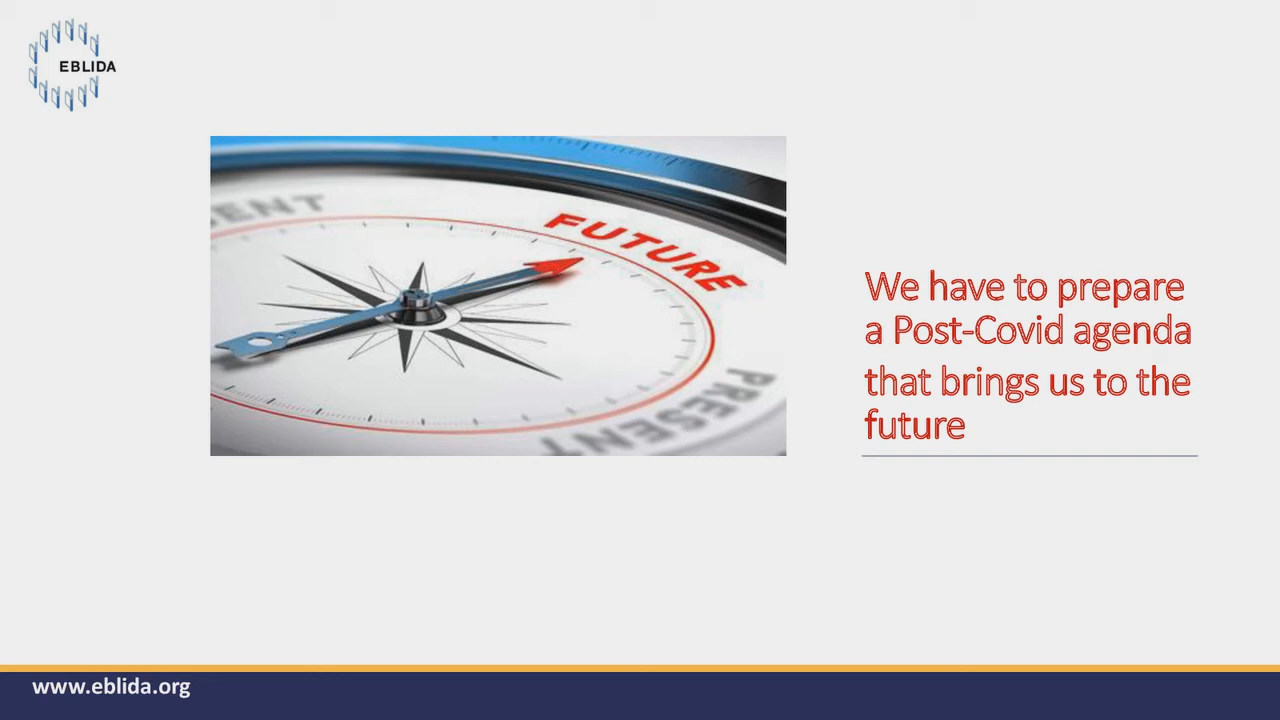 EBLIDA
FUTURE
PRESENT
We have to prepare
a Post-Covid agenda
that brings us to the
future
www.eblida.org